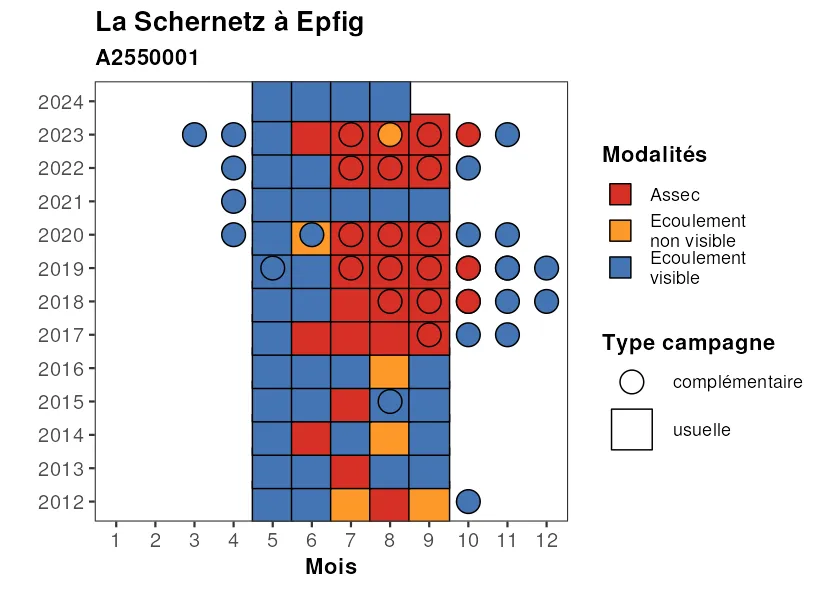 La Schernetz à Epfig
A2550001
2024
2023
2022
2021
2020
2019
2018
2017
2016
2015
2014
2013
2012
1 2 3 4 5 6 7 8 9 10 11 12
Mois
Modalités
Assec
Ecoulement
non visible
Ecoulement
visible
Type campagne
complémentaire
usuelle